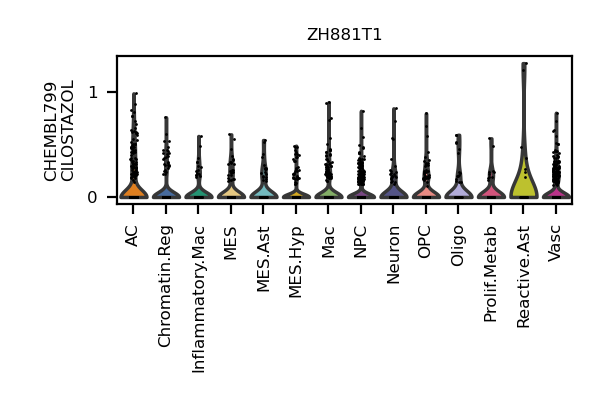 ZH881T1
CHEMBL799
CILOSTAZOL
1
0
AC
Chromatin.Reg
Inflammatory.Mac
MES
MES.Ast
MES.Hyp
Mac
NPC
Neuron
OPC
Oligo
Prolif.Metab
Reactive.Ast
Vasc